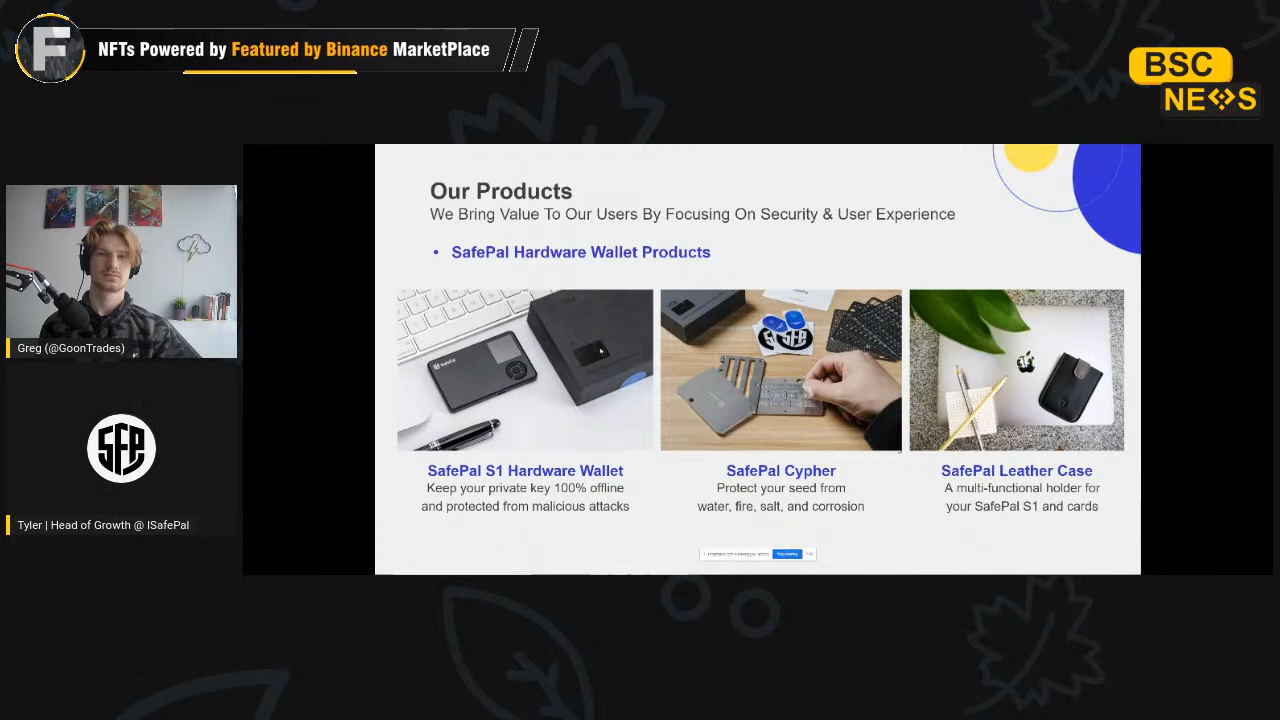 F
NFTs Powered by Featured by Binance MarketPlace
BSC
NEWS
Our Products
We Bring Value To Our Users By Focusing On Security & User Experience
• SafePal Hardware Wallet Products
Greg (@GoonTrades)
SFP
Tyler | Head of Growth @ ISafePal
SafePal S1 Hardware Wallet
Keep your private key 100% offline
and protected from malicious attacks
SafePal Cypher
Protect your seed from
water, fire, salt, and corrosion
SafePal Leather Case
A multi-functional holder for
your SafePal S1 and cards
Stop sharing